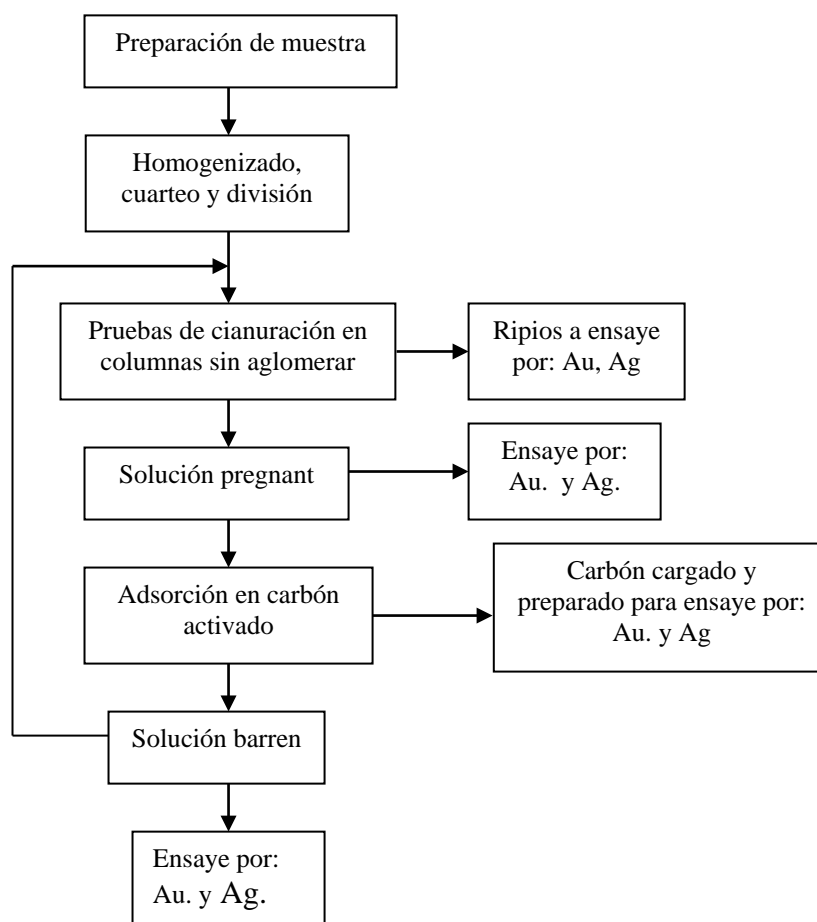 Preparación de muestra
Homogenizado,
cuarteo y división
Pruebas de cianuración en
columnas sin aglomerar
Ripios a ensaye
por: Au, Ag
Solución pregnant
Ensaye por:
Au. y Ag.
Adsorción en carbón
activado
Carbón cargado y
preparado para ensaye por:
Au. y Ag
Solución barren
Ensaye por:
Au. y Ag.